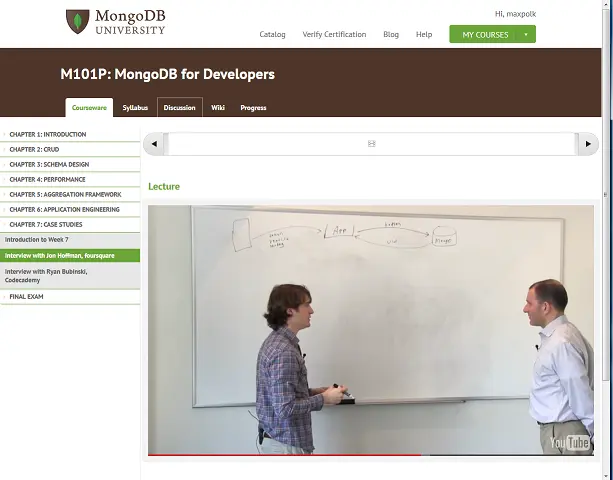 MongoDB
UNIVERSITY
Hi, maxpolk
Catalog
Verify Certification
Blog
Help
MY COURSES
M101P: MongoDB for Developers
Courseware
Syllabus
Discussion
Wiki
Progress
CHAPTER 1: INTRODUCTION
CHAPTER 2: CRUD
CHAPTER 3: SCHEMA DESIGN
CHAPTER 4: PERFORMANCE
CHAPTER 5: AGGREGATION FRAMEWORK
CHAPTER 6: APPLICATION ENGINEERING
CHAPTER 7: CASE STUDIES
Introduction to Week 7
Interview with Jon Hoffman, foursquare
Interview with Ryan Bubinski,
Codecademy
FINAL EXAM
Lecture
App
Mongo
YouTube